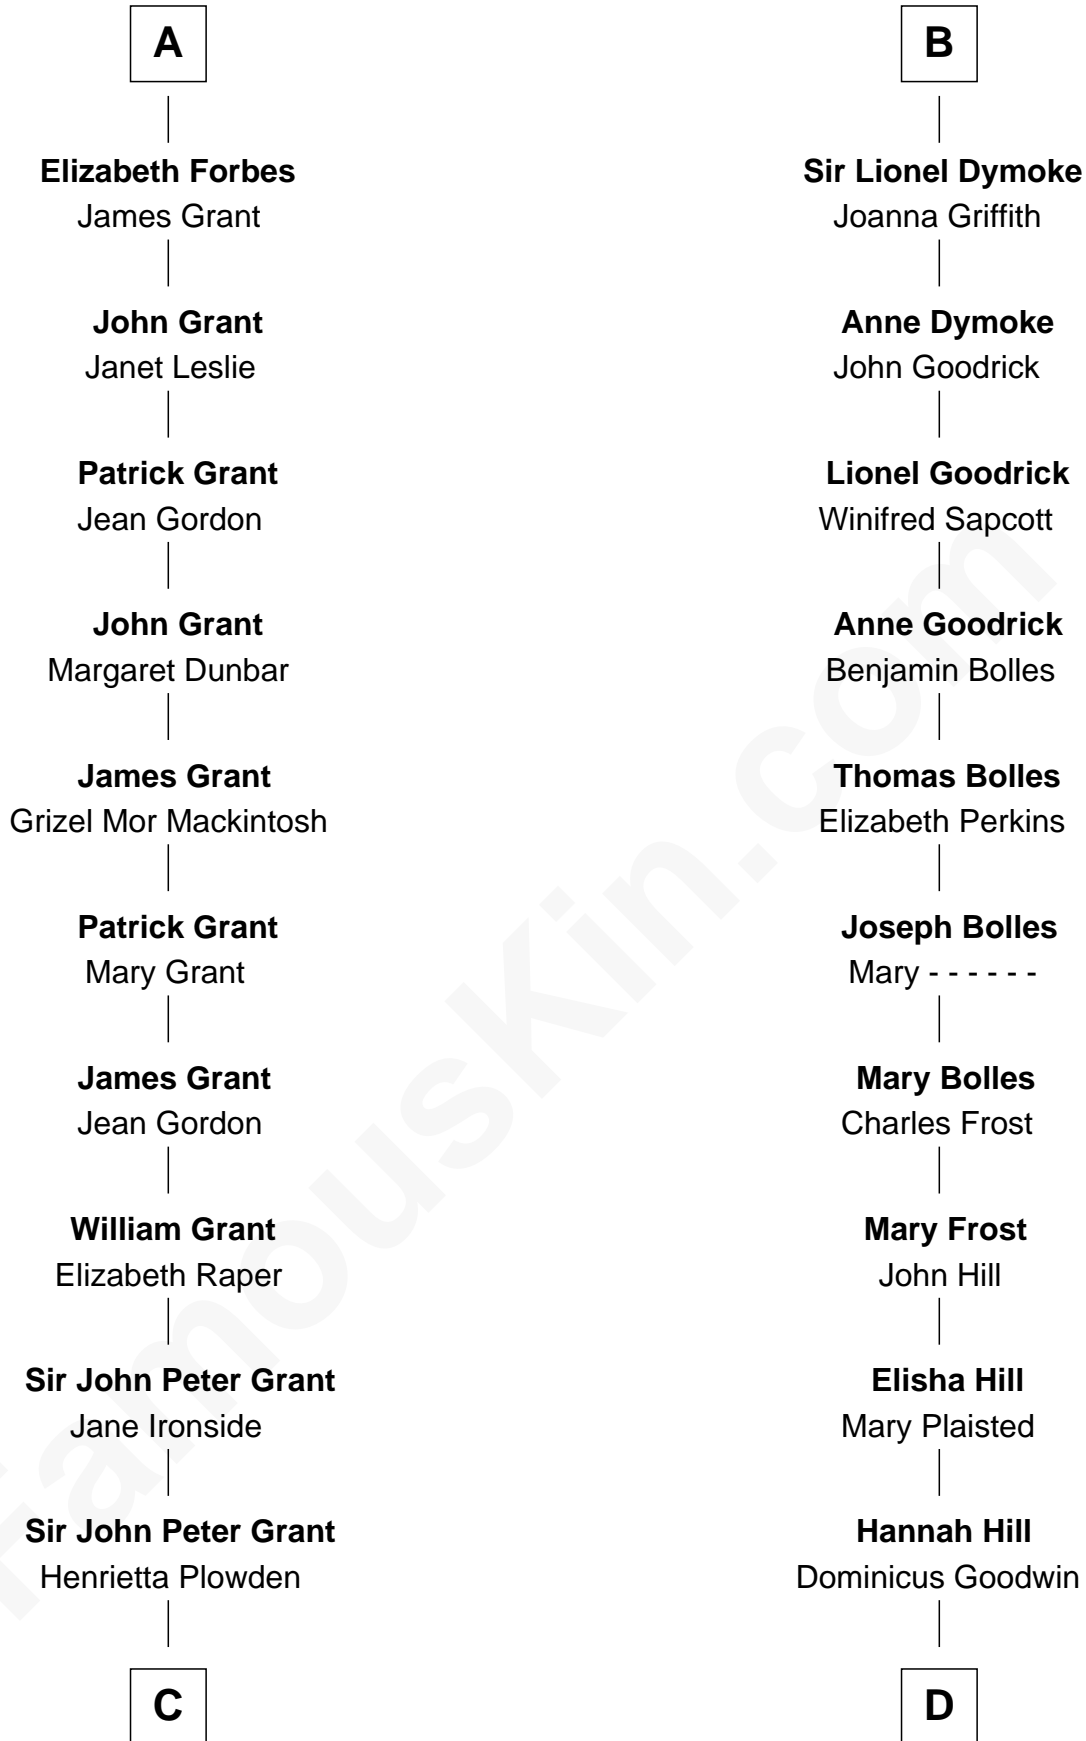 A
Elizabeth Forbes
James Grant
John Grant
Janet Leslie
Patrick Grant
Jean Gordon
John Grant
Margaret Dunbar
James Grant
Grizel Mor Mackintosh
Patrick Grant
Mary Grant
James Grant
Jean Gordon
William Grant
Elizabeth Raper
Sir John Peter Grant
Jane Ironside
Sir John Peter Grant
Henrietta Plowden
C
B
Sir Lionel Dymoke
Joanna Griffith
Anne Dymoke
John Goodrick
Lionel Goodrick
Winifred Sapcott
Anne Goodrick
Benjamin Bolles
Thomas Bolles
Elizabeth Perkins
Joseph Bolles
Mary - - - - - -
Mary Bolles
Charles Frost
Mary Frost
John Hill
Elisha Hill
Mary Plaisted
Hannah Hill
Dominicus Goodwin
D
FamousKin.com